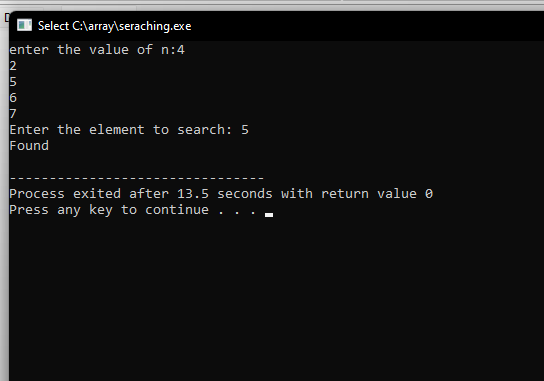 D
Select C:\array\seraching.exe
enter the value of n:4
2
5
6
7
Enter the element to search: 5
Found
--------------------------------
Process exited after 13.5 seconds with return value 0
Press any key to continue . . .